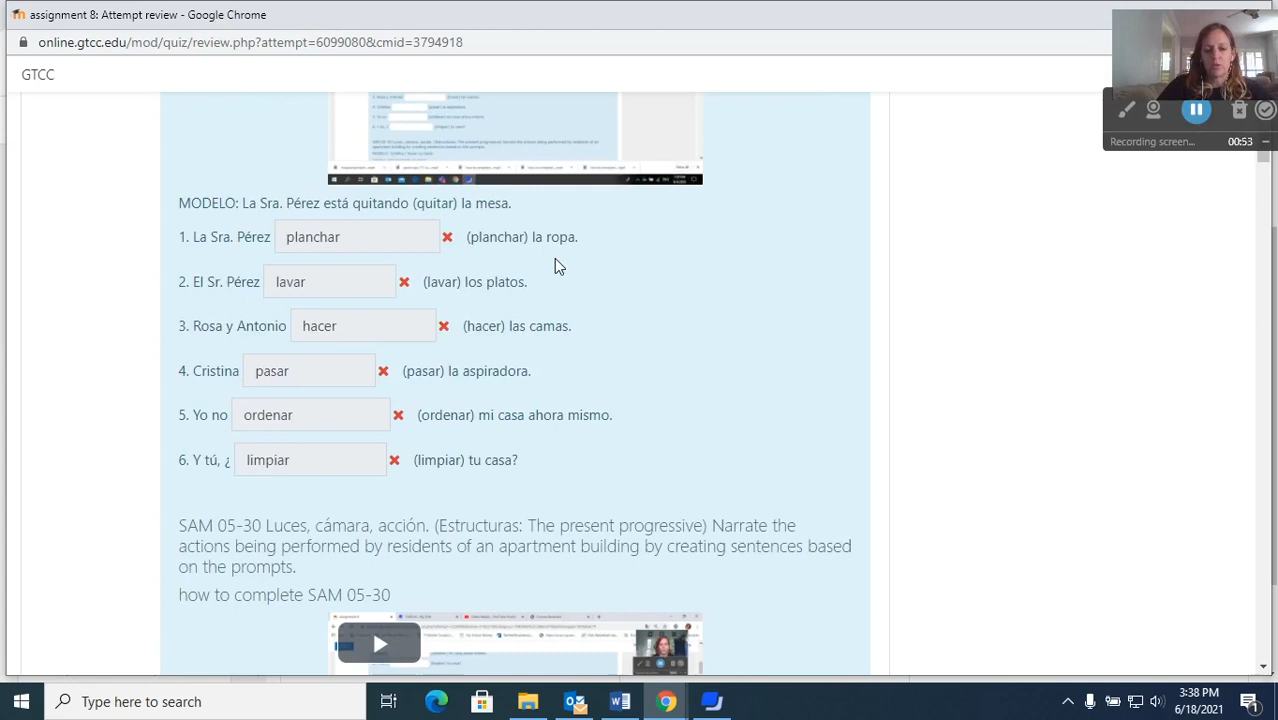 assignment 8: Attempt review - Google Chrome
online.gtcc.edu/mod/quiz/review.php?attempt=6099080&cmid=3794918
GTCC
Recording screen... 00:53
MODELO: La Sra. Pérez está quitando (quitar) la mesa.
1. La Sra. Pérez planchar (planchar) la ropa.
2. El Sr. Pérez lavar (lavar) los platos.
3. Rosa y Antonio hacer (hacer) las camas.
4. Cristina pasar (pasar) la aspiradora.
5. Yo no ordenar (ordenar) mi casa ahora mismo.
6. Y tú, ¿ limpiar (limpiar) tu casa?
SAM 05-30 Luces, cámara, acción. (Estructuras: The present progressive) Narrate the
actions being performed by residents of an apartment building by creating sentences based
on the prompts.
how to complete SAM 05-30
Type here to search
3:38 PM
6/18/2021
1